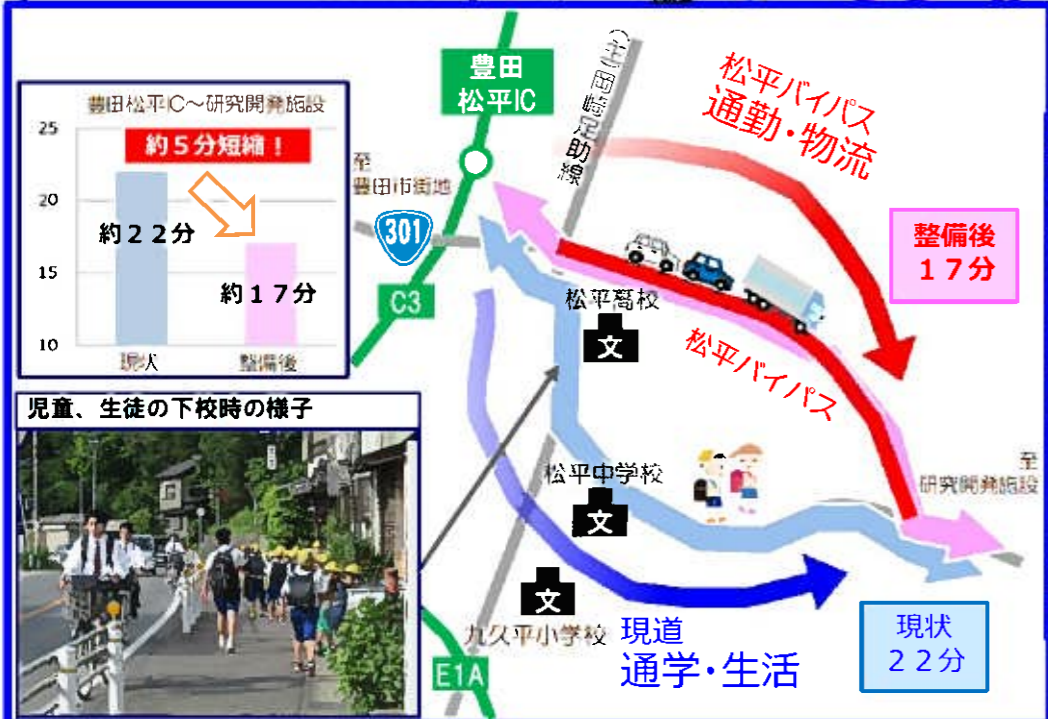 豊田松平IC～研究開発施設
25
約５分短縮！
20
約２２分
15
約１７分
10
現状
整備後
児童、生徒の下校時の様子
豊田
松平IC
至
豊田市街地
301
C3
E1A
足助線
松平バイパス
通勤・物流
整備後
１７分
松平高校
文
松平バイパス
松平中学校
文
至
研究開発施設
文
九久平小学校
現道
通学・生活
現状
２２分